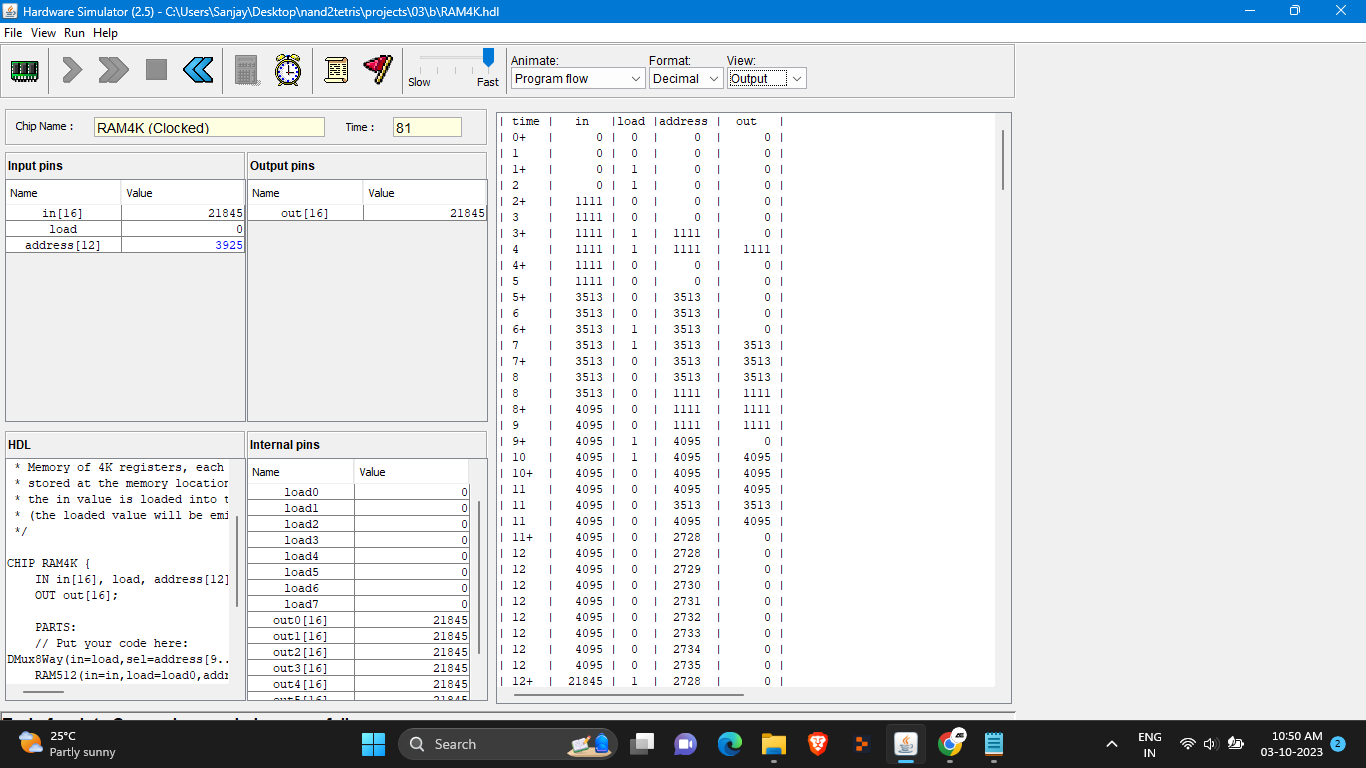 Hardware Simulator (2.5) - C:\Users\Sanjay\Desktop\nand2tetris\projects\03\b\RAM4K.hdl
File View Run Help
Slow Fast
Animate: Format: View:
Program flow Decimal Output
Chip Name : RAM4K (Clocked) Time : 81
Input pins
Name Value
in[16] 21845
load 0
address[12] 3925
Output pins
Name Value
out[16] 21845
HDL
* Memory of 4K registers, each
* stored at the memory location
* the in value is loaded into t
* (the loaded value will be emi
*/
CHIP RAM4K {
IN in[16], load, address[12]
OUT out[16];
PARTS:
// Put your code here:
DMux8Way(in=load,sel=address[9..
RAM512(in=in,load=load0,addr
Internal pins
Name Value
load0 0
load1 0
load2 0
load3 0
load4 0
load5 0
load6 0
load7 0
out0[16] 21845
out1[16] 21845
out2[16] 21845
out3[16] 21845
out4[16] 21845
| time | in |load |address | out |
| 0+ | 0 | 0 | 0 | 0 |
| 1 | 0 | 0 | 0 | 0 |
| 1+ | 0 | 1 | 0 | 0 |
| 2 | 0 | 1 | 0 | 0 |
| 2+ | 1111 | 0 | 0 | 0 |
| 3 | 1111 | 0 | 0 | 0 |
| 3+ | 1111 | 1 | 1111 | 0 |
| 4 | 1111 | 1 | 1111 | 1111 |
| 4+ | 1111 | 0 | 0 | 0 |
| 5 | 1111 | 0 | 0 | 0 |
| 5+ | 3513 | 0 | 3513 | 0 |
| 6 | 3513 | 0 | 3513 | 0 |
| 6+ | 3513 | 1 | 3513 | 0 |
| 7 | 3513 | 1 | 3513 | 3513 |
| 7+ | 3513 | 0 | 3513 | 3513 |
| 8 | 3513 | 0 | 3513 | 3513 |
| 8 | 3513 | 0 | 1111 | 1111 |
| 8+ | 4095 | 0 | 1111 | 1111 |
| 9 | 4095 | 0 | 1111 | 1111 |
| 9+ | 4095 | 1 | 4095 | 0 |
| 10 | 4095 | 1 | 4095 | 4095 |
| 10+ | 4095 | 0 | 4095 | 4095 |
| 11 | 4095 | 0 | 4095 | 4095 |
| 11 | 4095 | 0 | 3513 | 3513 |
| 11 | 4095 | 0 | 4095 | 4095 |
| 11+ | 4095 | 0 | 2728 | 0 |
| 12 | 4095 | 0 | 2728 | 0 |
| 12 | 4095 | 0 | 2729 | 0 |
| 12 | 4095 | 0 | 2730 | 0 |
| 12 | 4095 | 0 | 2731 | 0 |
| 12 | 4095 | 0 | 2732 | 0 |
| 12 | 4095 | 0 | 2733 | 0 |
| 12 | 4095 | 0 | 2734 | 0 |
| 12 | 4095 | 0 | 2735 | 0 |
| 12+ | 21845 | 1 | 2728 | 0 |
25°C
Partly sunny
Search
ENG
IN
10:50 AM
03-10-2023
2